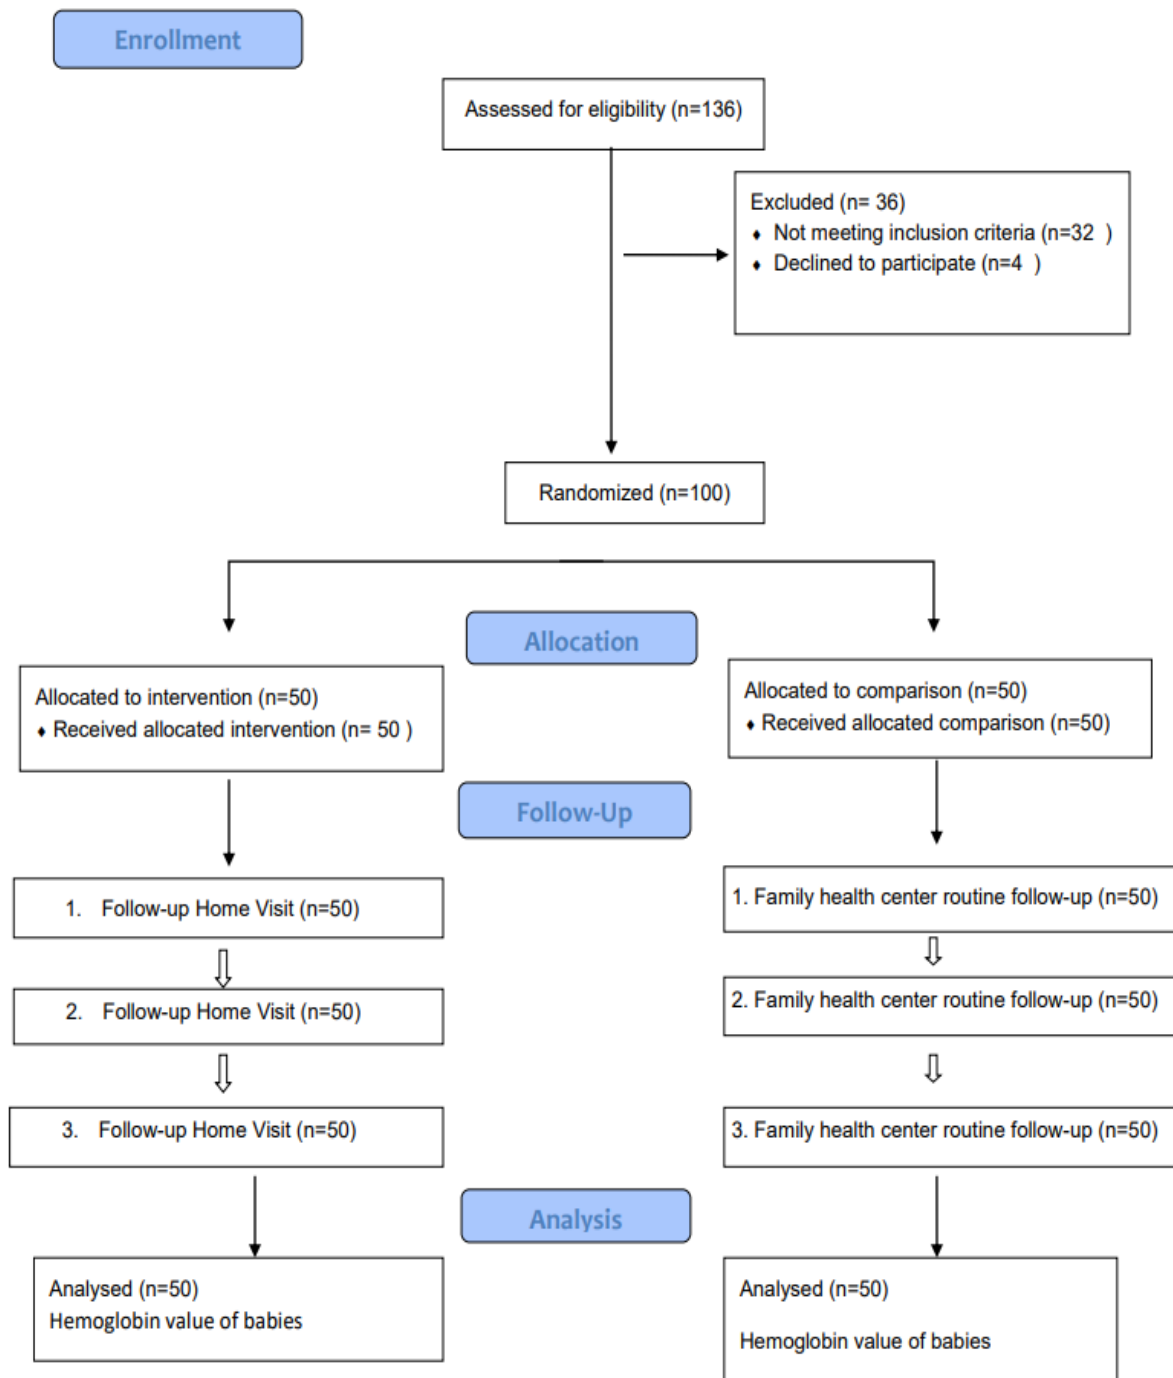 Enrollment
Assessed for eligibility (n=136)
Excluded (n= 36)
♦ Not meeting inclusion criteria (n=32 )
♦ Declined to participate (n=4 )
Randomized (n=100)
Allocation
Allocated to intervention (n=50)
♦ Received allocated intervention (n= 50 )
Allocated to comparison (n=50)
♦ Received allocated comparison (n=50)
Follow-Up
1. Follow-up Home Visit (n=50)
2. Follow-up Home Visit (n=50)
3. Follow-up Home Visit (n=50)
1. Family health center routine follow-up (n=50)
2. Family health center routine follow-up (n=50)
3. Family health center routine follow-up (n=50)
Analysis
Analysed (n=50)
Hemoglobin value of babies
Analysed (n=50)
Hemoglobin value of babies